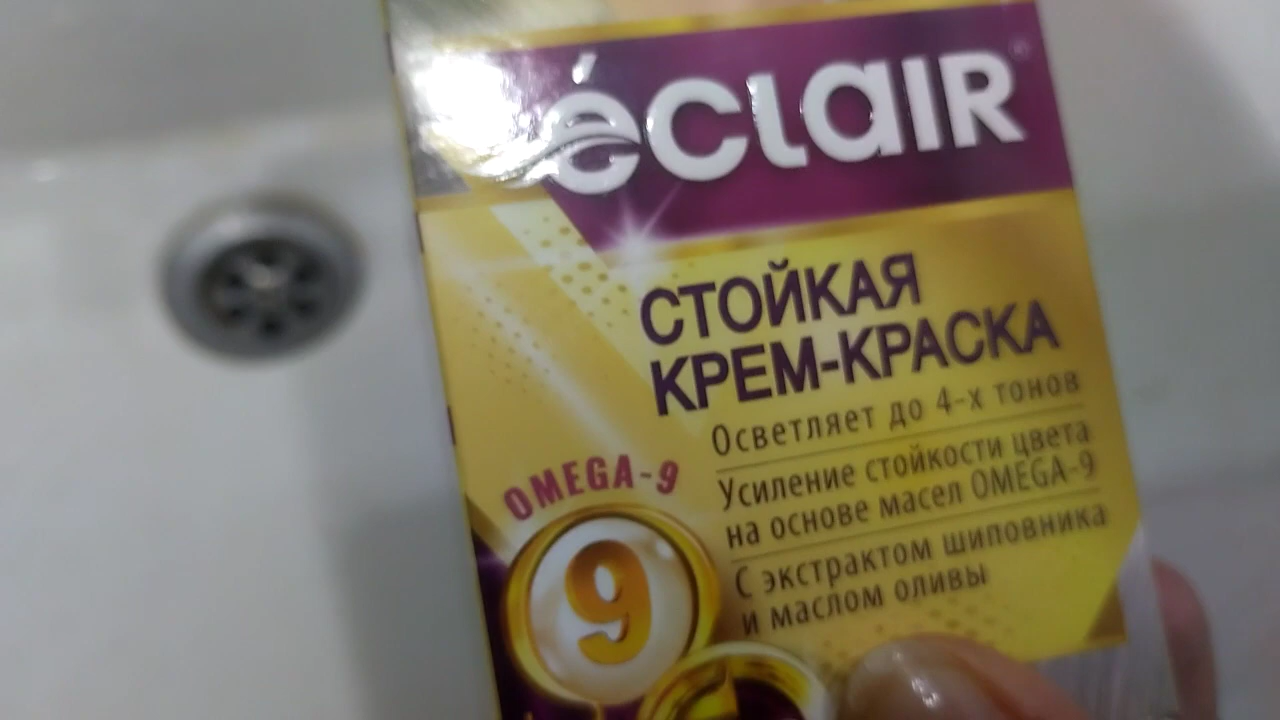 éclair
СТОЙКАЯ
КРЕМ-КРАСКА
Осветляет до 4-х тонов
Усиление стойкости цвета
на основе масел OMEGA-9
С экстрактом шиповника
и маслом оливы
OMEGA-9
9